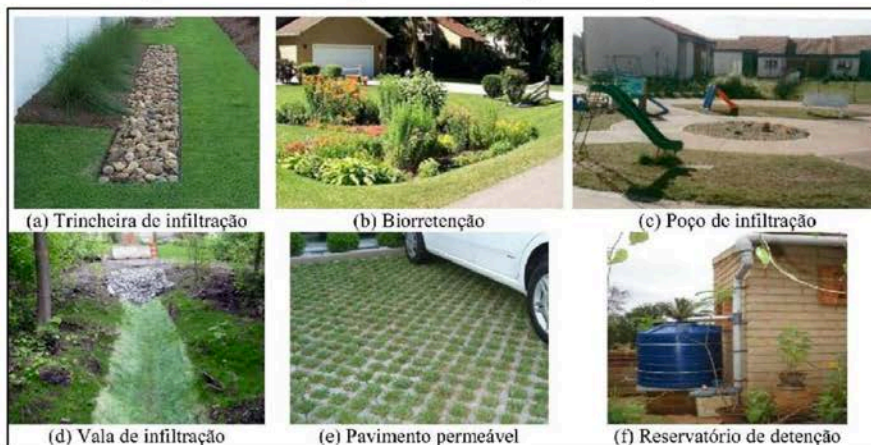 (a) Trincheira de infiltração
(b) Biorretenção
(c) Poço de infiltração
(d) Vala de infiltração
(e) Pavimento permeável
(f) Reservatório de detenção